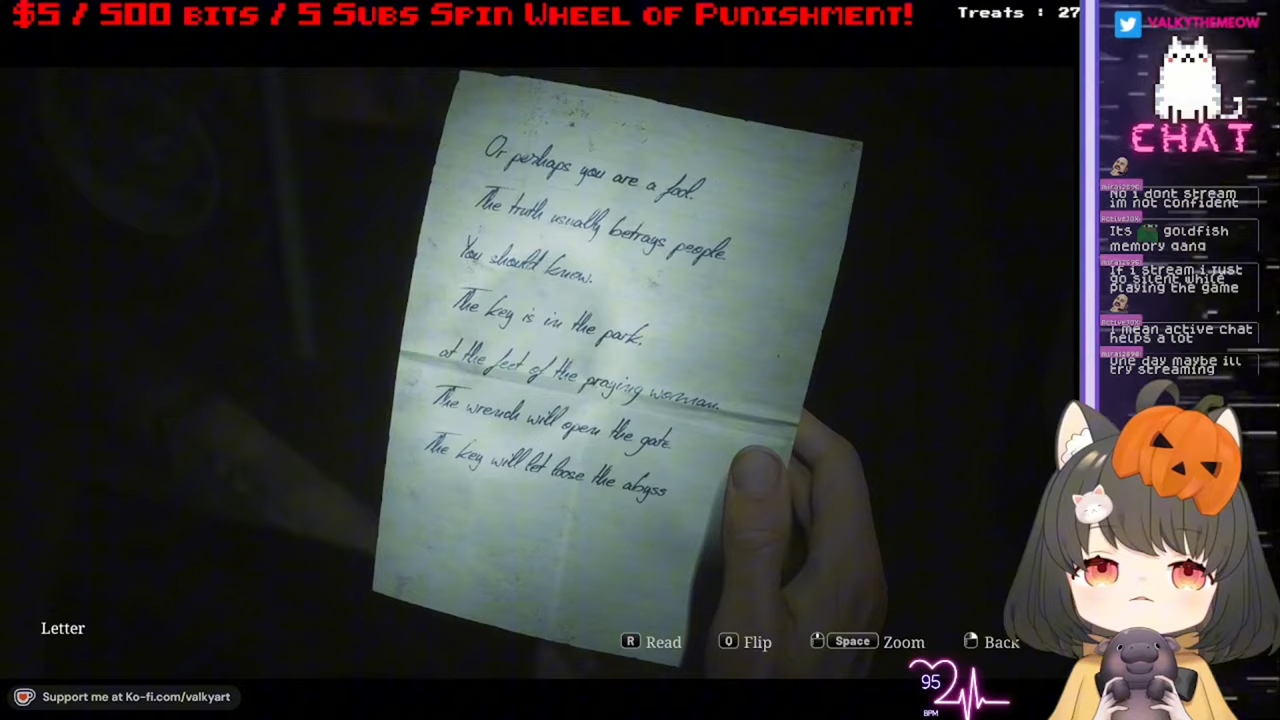 $5 / 500 BITS / 5 SUBS SPIN WHEEL OF PUNISHMENT!
Treats : 27
VALKYTHEMEOW
CHAT
Or perhaps you are a fool.
The truth usually betrays people.
You should know.
The key is in the park.
at the feet of the praying woman.
The wrench will open the gate.
The key will let loose the abyss
No i dont stream
im not confident
ActiveJDX
Its goldfish
memory gang
If i stream i just
go silent while
playing the game
ActiveJDX
I mean active chat
helps a lot
One day maybe ill
try streaming
Letter
R Read
Q Flip
Space Zoom
Back
95
BPM
Support me at Ko-fi.com/valkyart